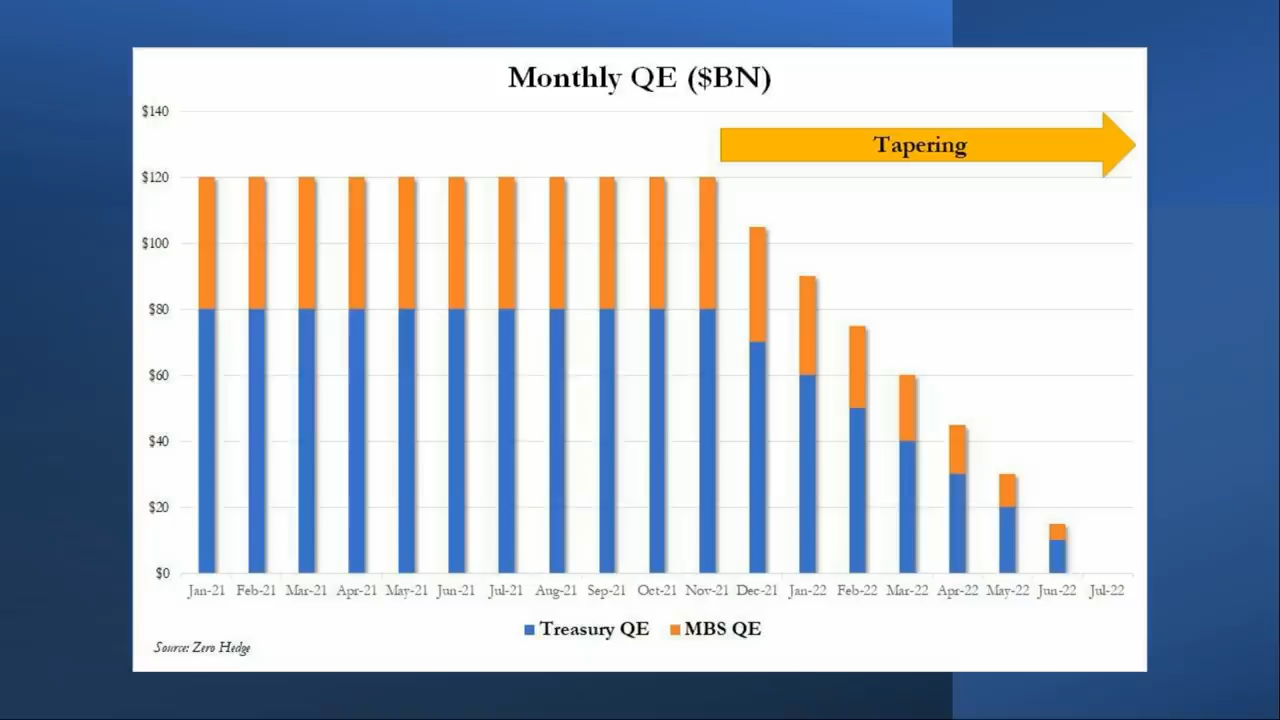 Monthly QE ($BN)
$140
Tapering
$120
$100
$80
$60
$40
$20
$0
Jan-21 Feb-21 Mar-21 Apr-21 May-21 Jun-21 Jul-21 Aug-21 Sep-21 Oct-21 Nov-21 Dec-21 Jan-22 Feb-22 Mar-22 Apr-22 May-22 Jun-22 Jul-22
Treasury QE MBS QE
Source: Zero Hedge